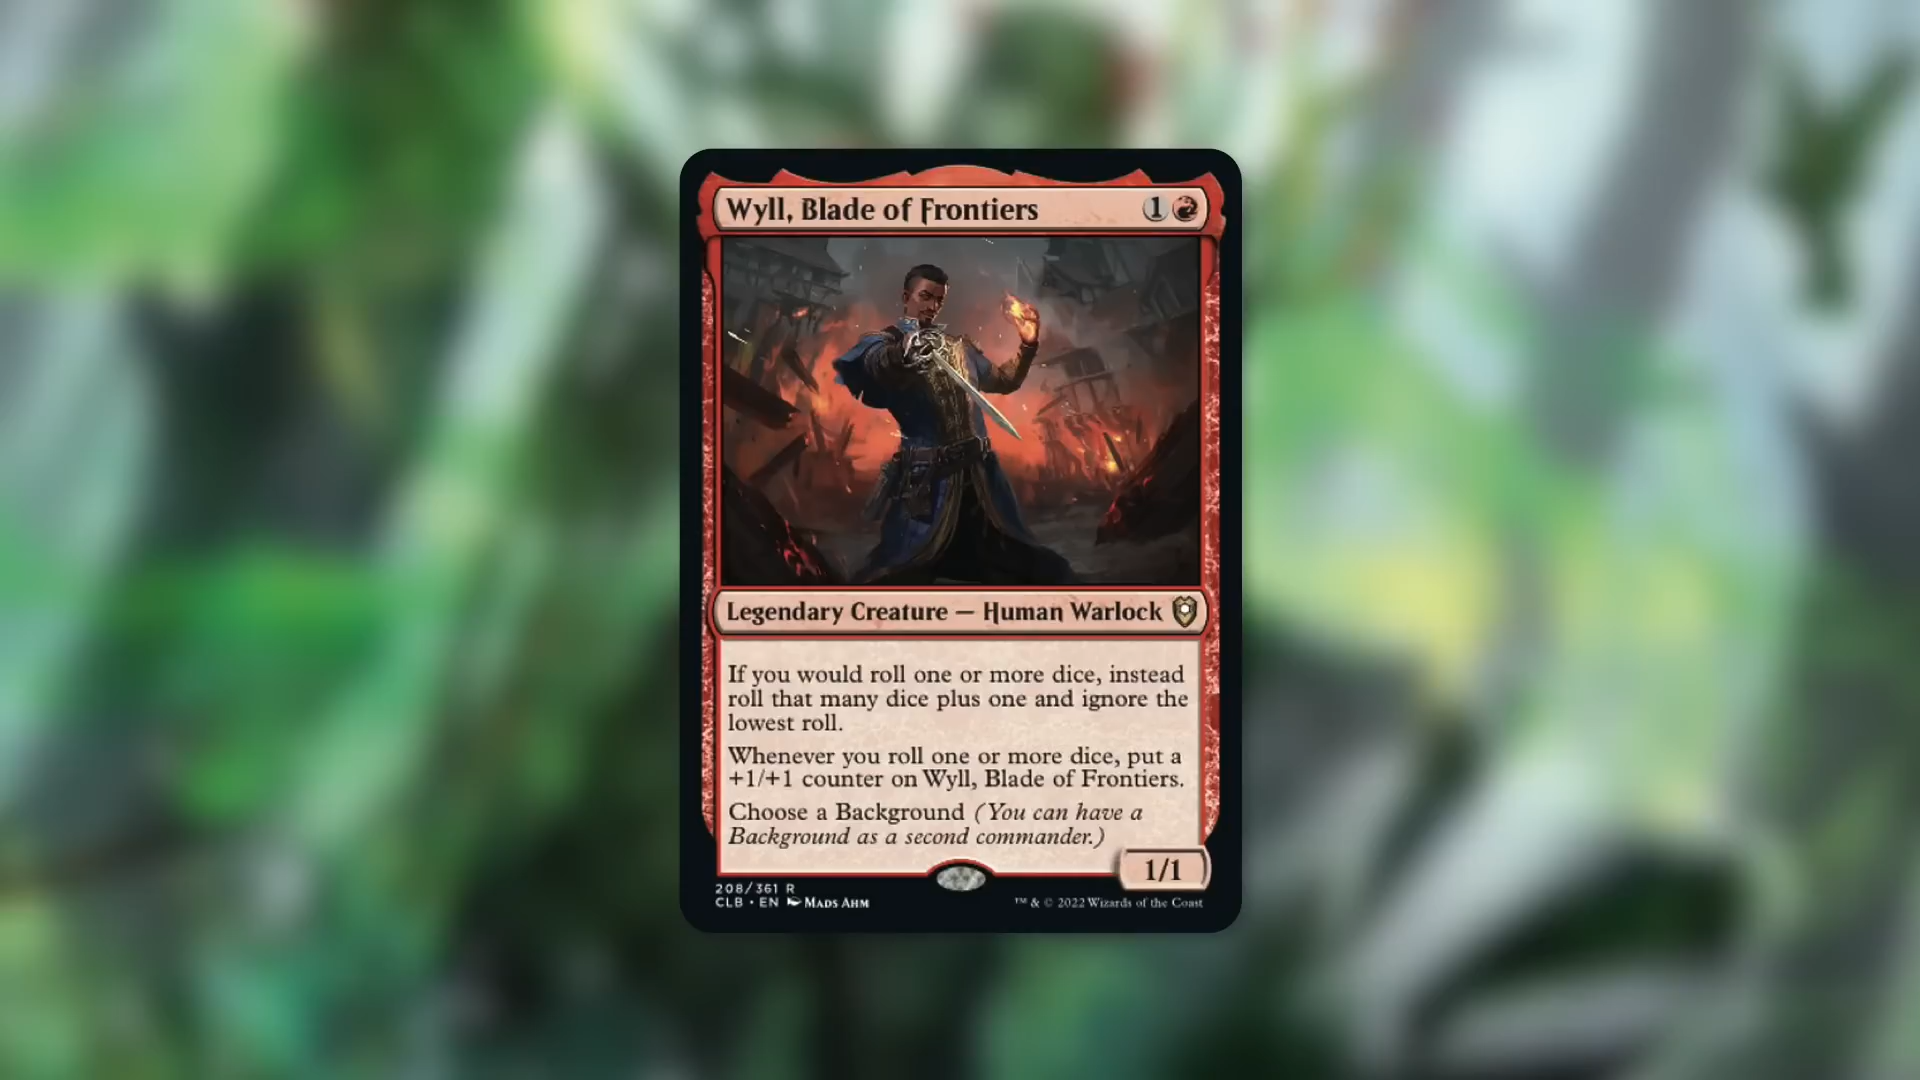 Wyll, Blade of Frontiers 1
Legendary Creature — Human Warlock
If you would roll one or more dice, instead
roll that many dice plus one and ignore the
lowest roll.
Whenever you roll one or more dice, put a
+1/+1 counter on Wyll, Blade of Frontiers.
Choose a Background (You can have a
Background as a second commander.)
1/1
208/361 R
CLB • EN Mads Ahm
™ & © 2022 Wizards of the Coast